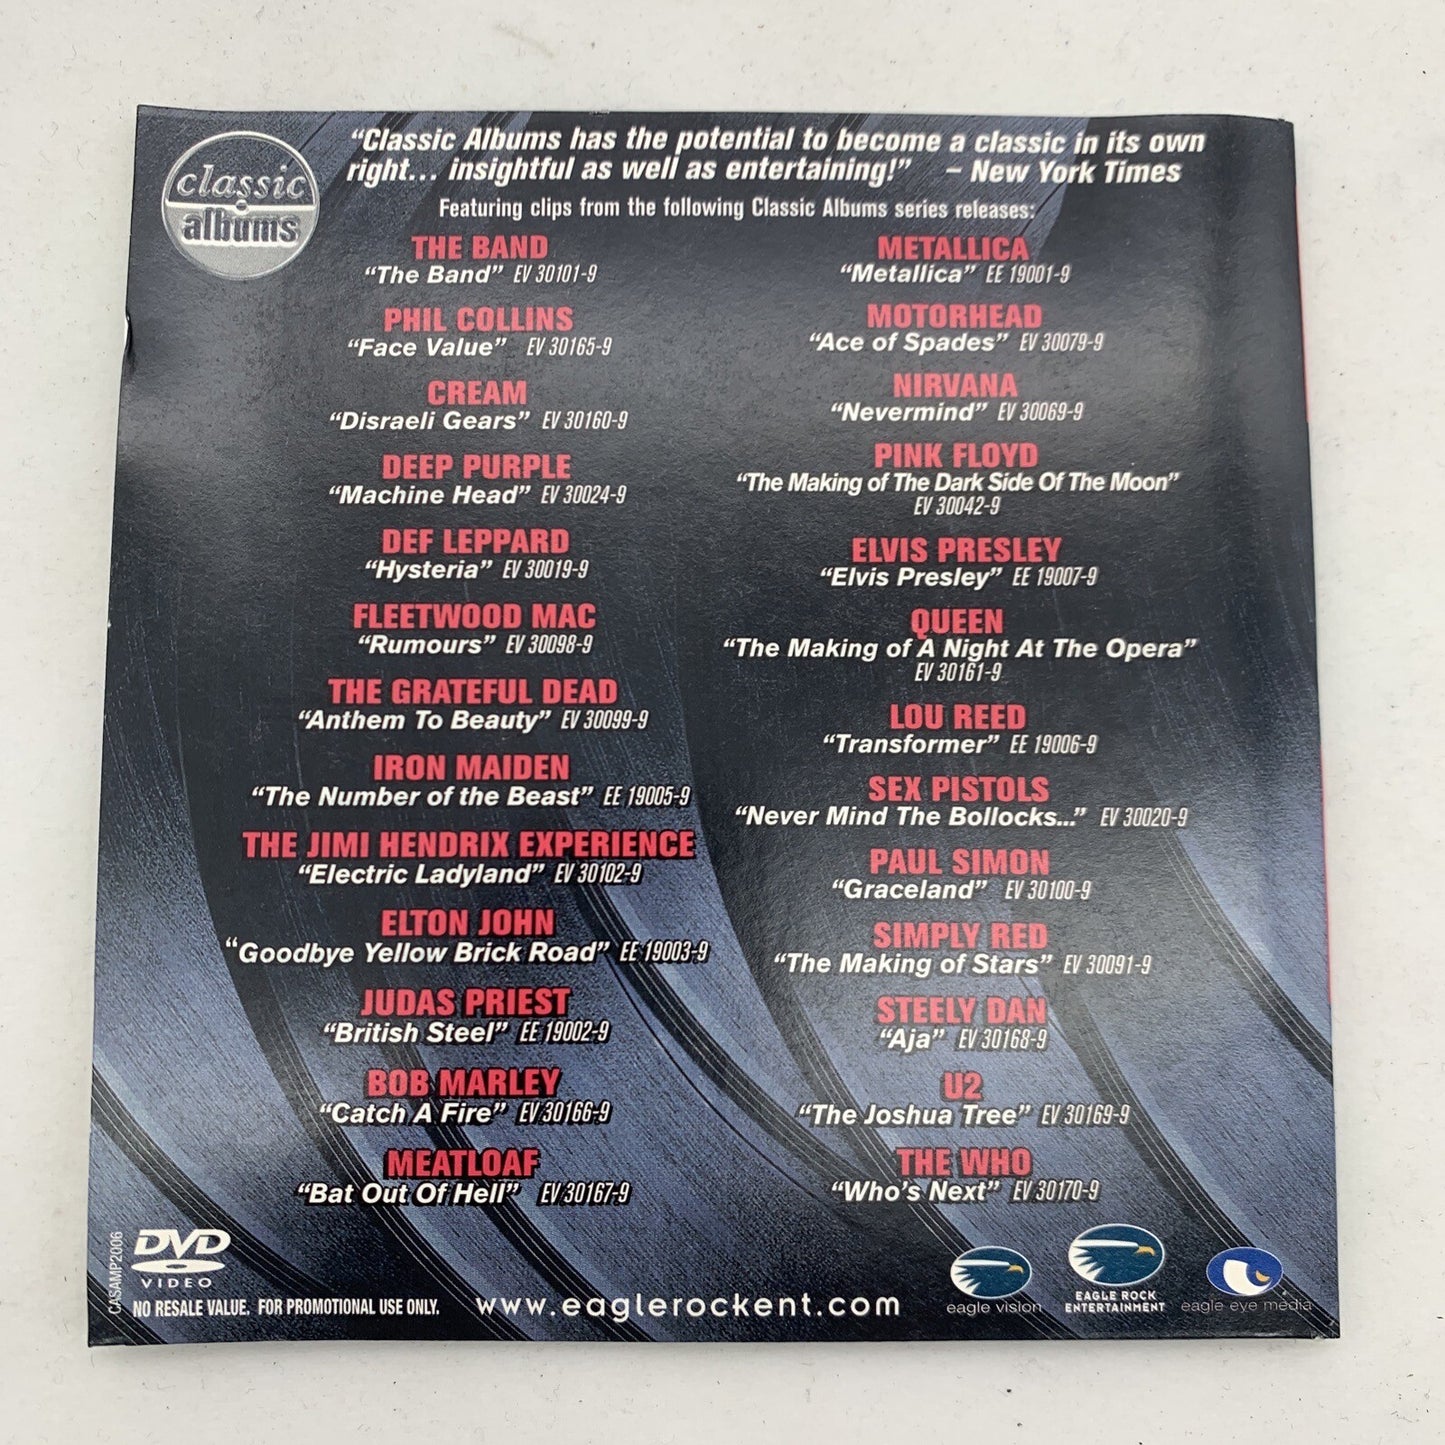 classic
albums
“Classic Albums has the potential to become a classic in its own
right... insightful as well as entertaining!” – New York Times
Featuring clips from the following Classic Albums series releases:
THE BAND
“The Band” EV 30101-9
PHIL COLLINS
“Face Value” EV 30165-9
CREAM
“Disraeli Gears” EV 30160-9
DEEP PURPLE
“Machine Head” EV 30024-9
DEF LEPPARD
“Hysteria” EV 30019-9
FLEETWOOD MAC
“Rumours” EV 30098-9
THE GRATEFUL DEAD
“Anthem To Beauty” EV 30099-9
IRON MAIDEN
“The Number of the Beast” EE 19005-9
THE JIMI HENDRIX EXPERIENCE
“Electric Ladyland” EV 30102-9
ELTON JOHN
“Goodbye Yellow Brick Road” EE 19003-9
JUDAS PRIEST
“British Steel” EE 19002-9
BOB MARLEY
“Catch A Fire” EV 30166-9
MEATLOAF
“Bat Out Of Hell” EV 30167-9
METALLICA
“Metallica” EE 19001-9
MOTORHEAD
“Ace of Spades” EV 30079-9
NIRVANA
“Nevermind” EV 30069-9
PINK FLOYD
“The Making of The Dark Side Of The Moon”
EV 30042-9
ELVIS PRESLEY
“Elvis Presley” EE 19007-9
QUEEN
“The Making of A Night At The Opera”
EV 30161-9
LOU REED
“Transformer” EE 19006-9
SEX PISTOLS
“Never Mind The Bollocks...” EV 30020-9
PAUL SIMON
“Graceland” EV 30100-9
SIMPLY RED
“The Making of Stars” EV 30091-9
STEELY DAN
“Aja” EV 30168-9
U2
“The Joshua Tree” EV 30169-9
THE WHO
“Who's Next” EV 30170-9
CASAMP2006
DVD
VIDEO
NO RESALE VALUE. FOR PROMOTIONAL USE ONLY.
www.eaglerockent.com
eagle vision
EAGLE ROCK
ENTERTAINMENT
eagle eye media